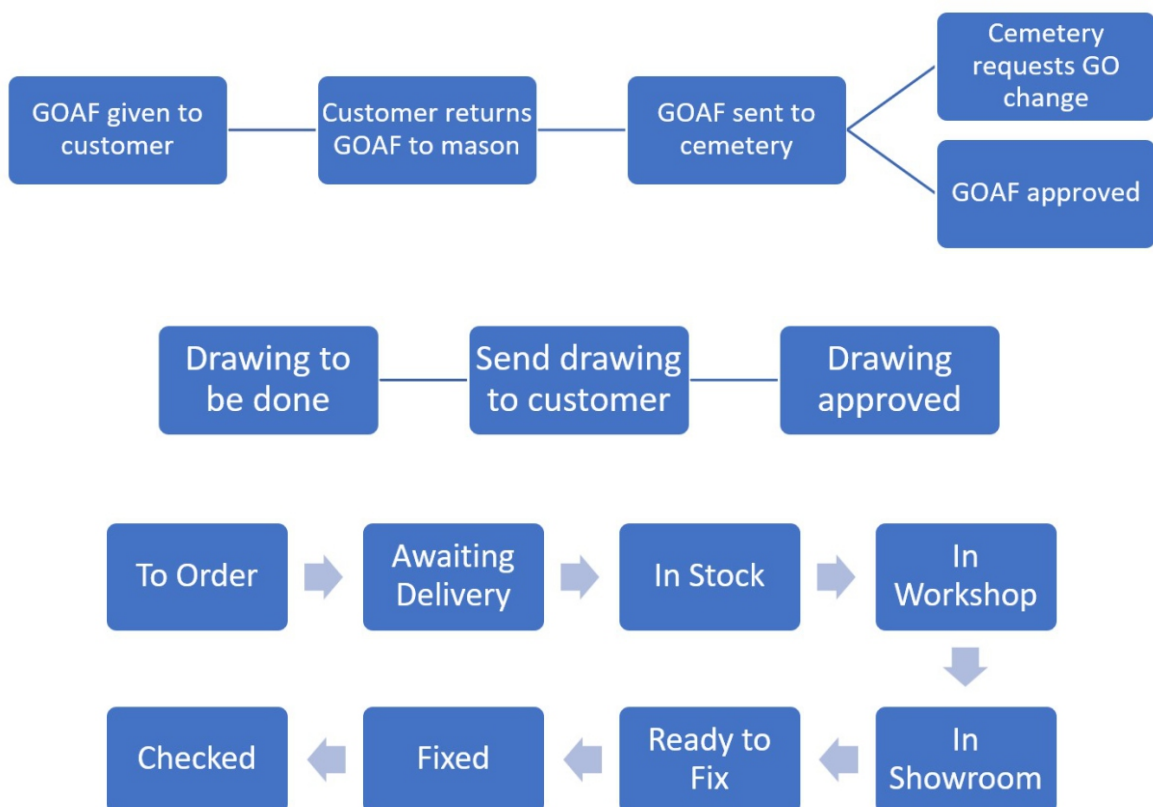 GOAF given to
customer
Customer returns
GOAF to mason
GOAF sent to
cemetery
Cemetery
requests GO
change
GOAF approved
Drawing to
be done
Send drawing
to customer
Drawing
approved
To Order
Awaiting
Delivery
In Stock
In
Workshop
In
Showroom
Ready to
Fix
Fixed
Checked